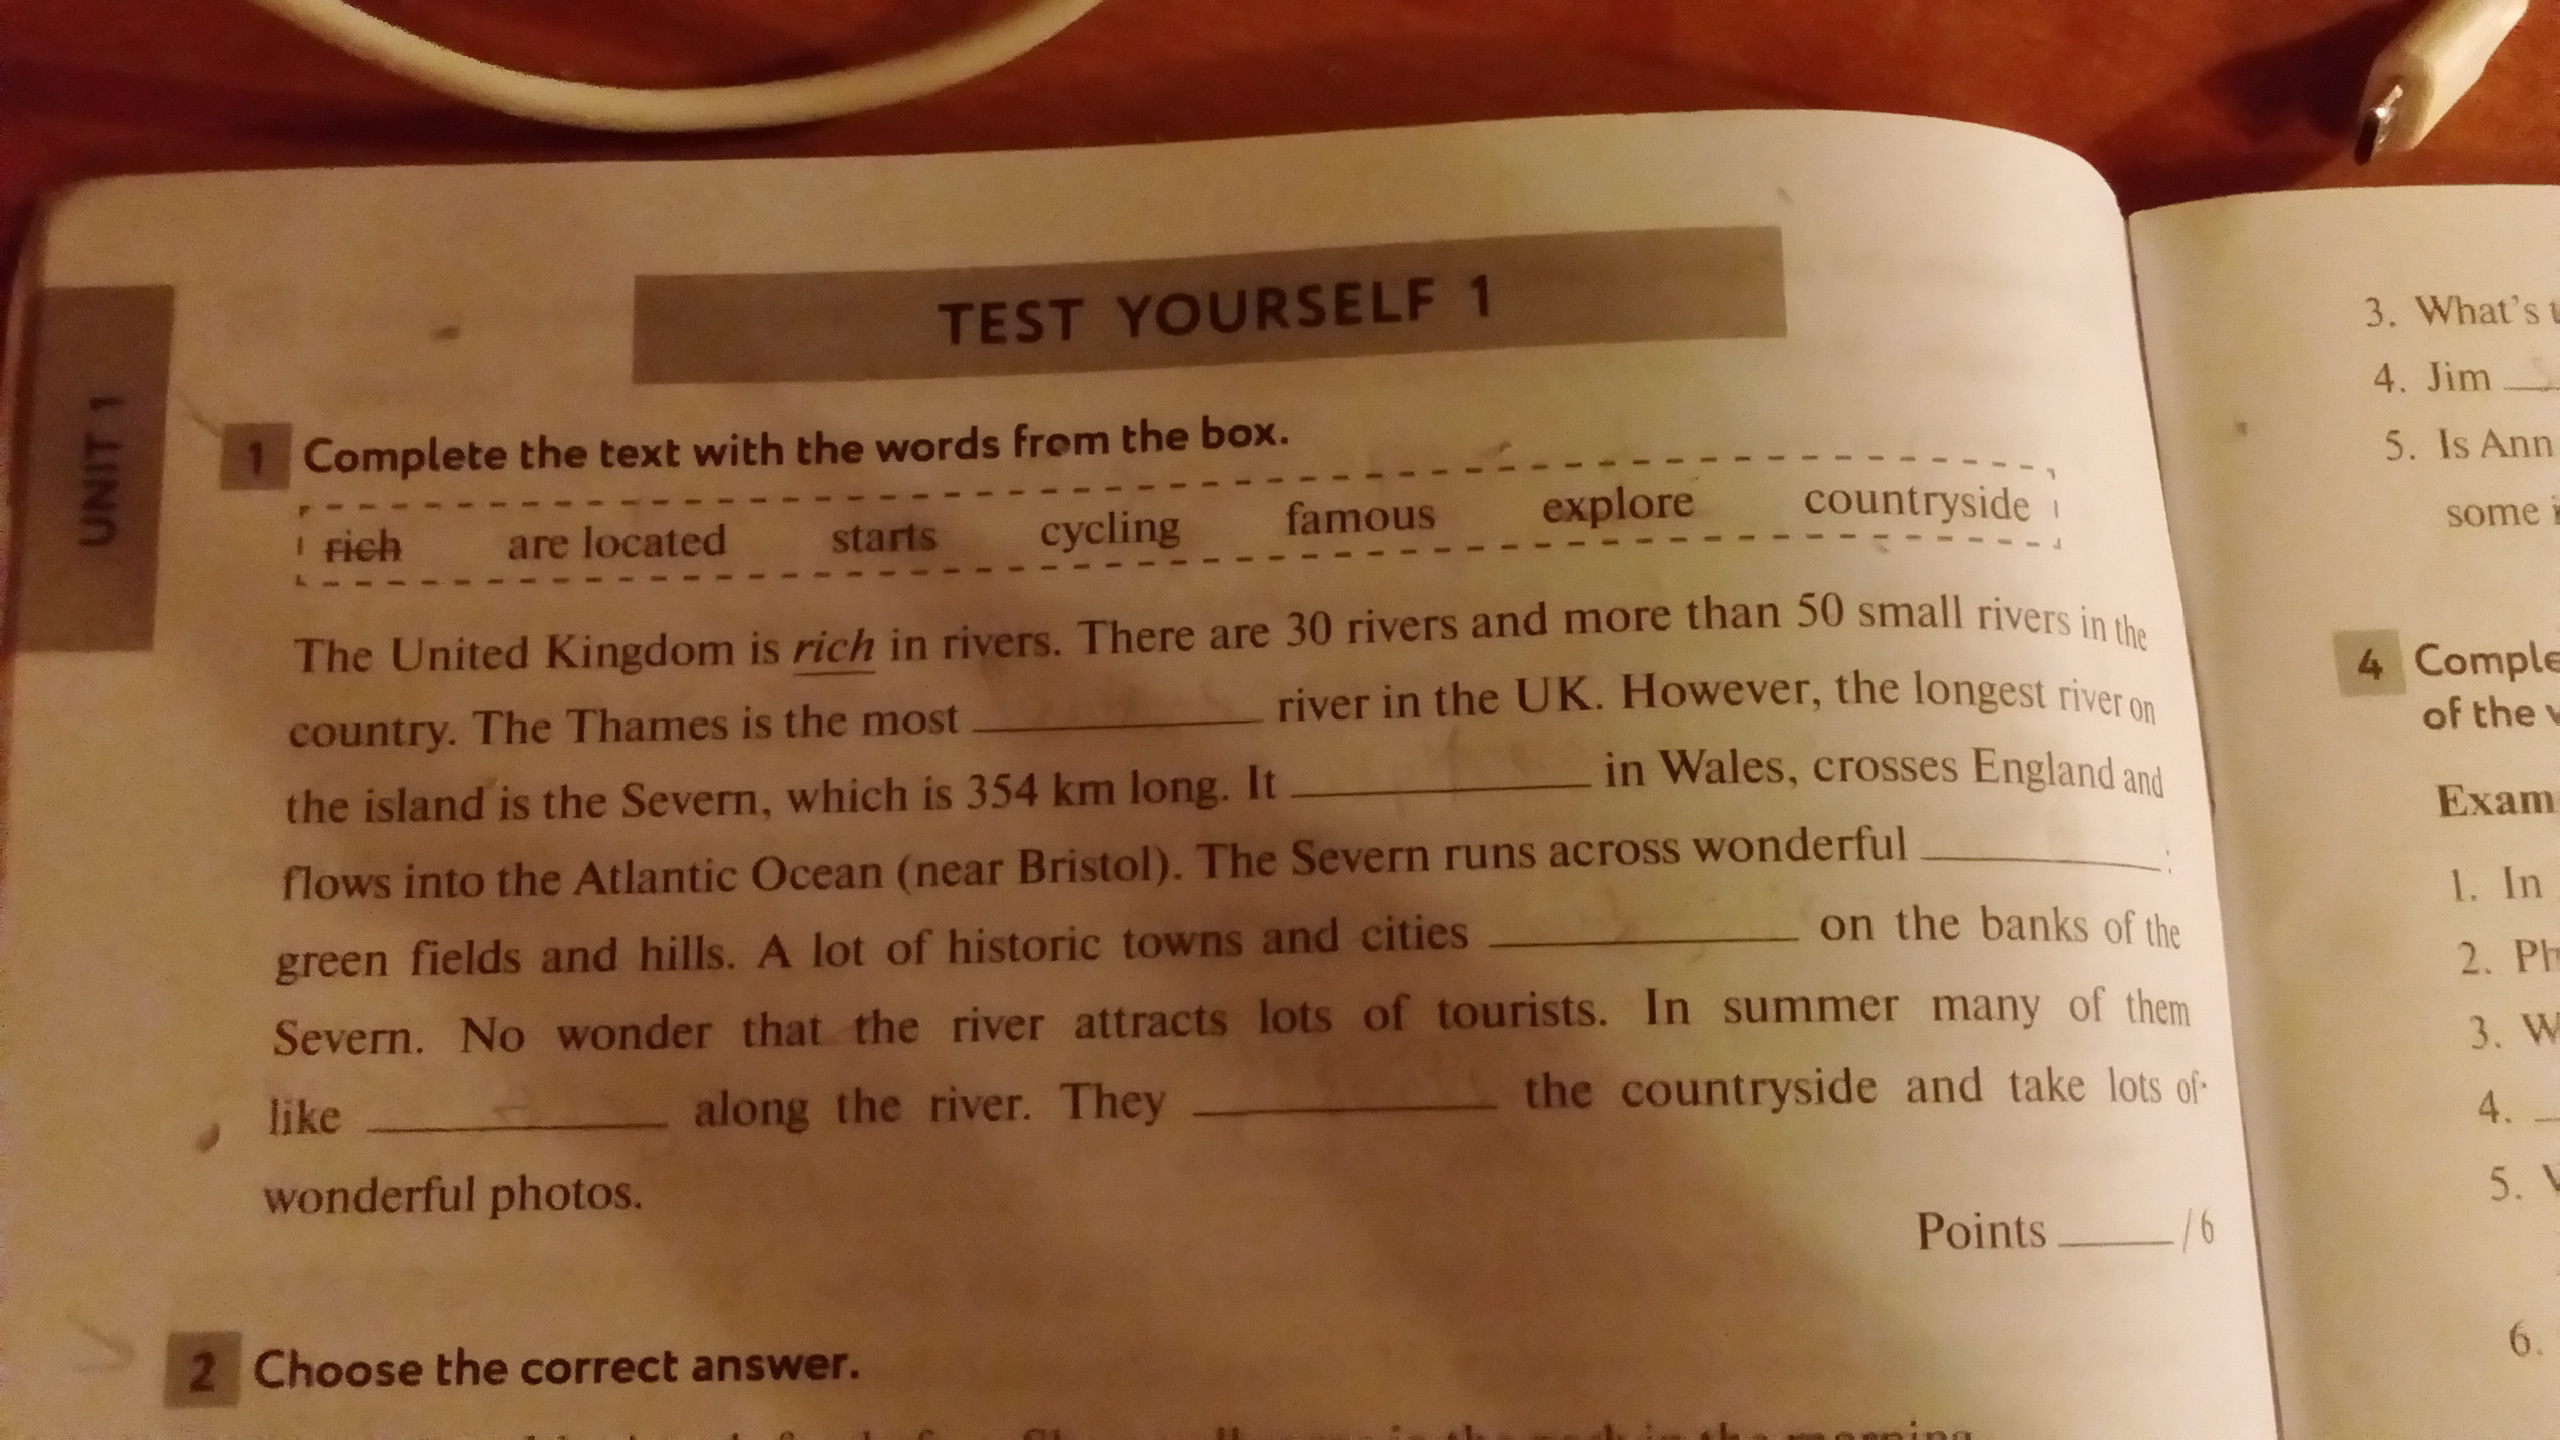 TEST YOURSELF 1
UNIT 1
1 Complete the text with the words from the box.
rich are located starts cycling famous explore countryside
The United Kingdom is rich in rivers. There are 30 rivers and more than 50 small rivers in the
country. The Thames is the most ____________ river in the UK. However, the longest river on
the island is the Severn, which is 354 km long. It ____________ in Wales, crosses England and
flows into the Atlantic Ocean (near Bristol). The Severn runs across wonderful __________:
green fields and hills. A lot of historic towns and cities ____________ on the banks of the
Severn. No wonder that the river attracts lots of tourists. In summer many of them
like ____________ along the river. They ____________ the countryside and take lots of
wonderful photos.
Points _____ /6
2 Choose the correct answer.
3. What's
4. Jim
5. Is Ann
some
4 Comple
of the
Exam
1. In
2. Ph
3. W
4.
5.
6.